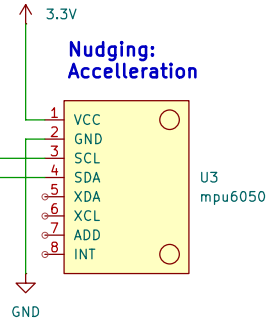 3.3V
Nudging:
Accelleration
1 VCC
2 GND
3 SCL
4 SDA
5 XDA
6 XCL
7 ADD
8 INT
U3
mpu6050
GND